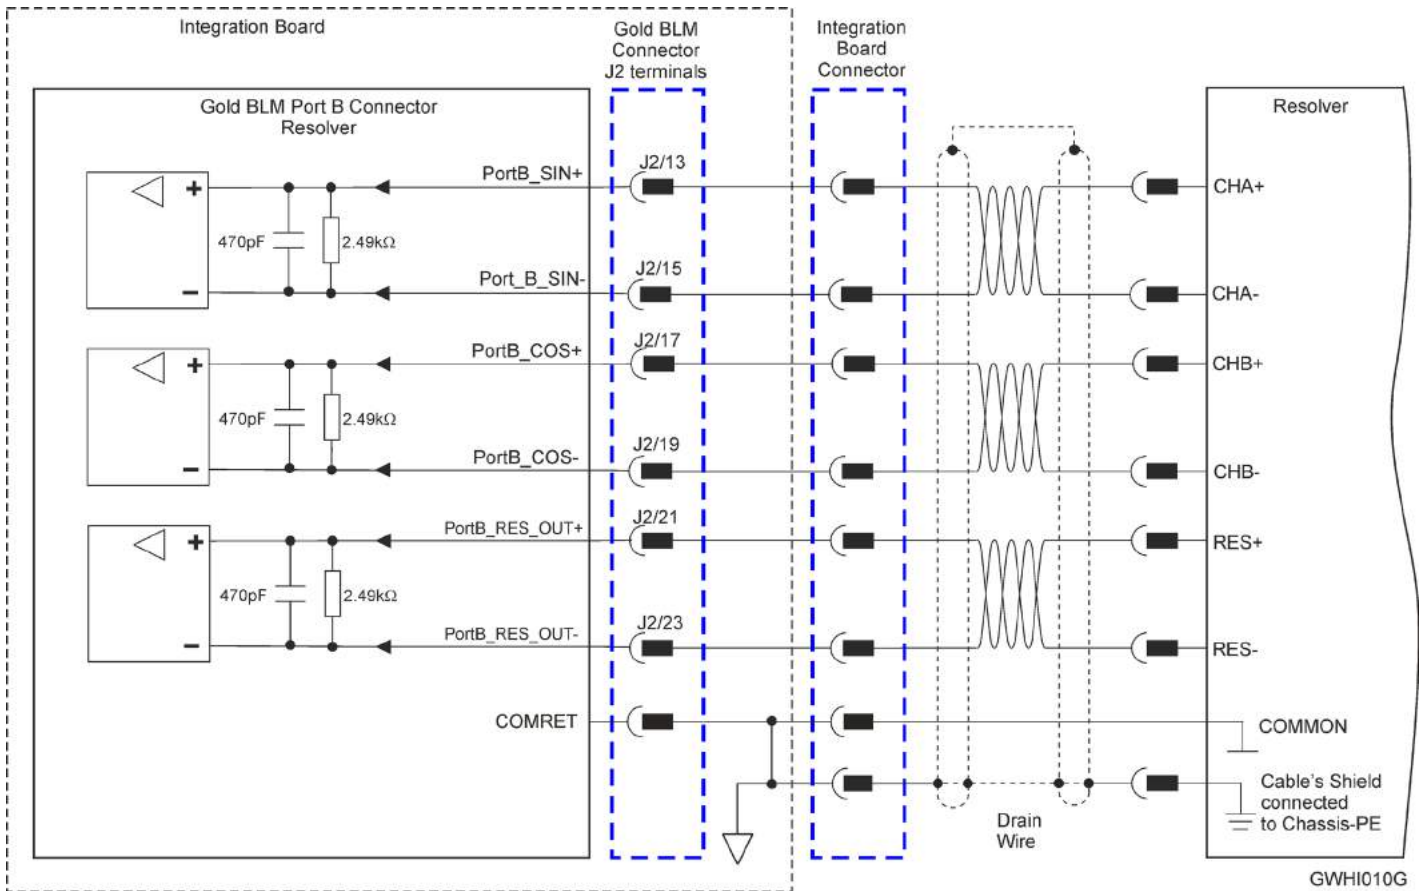 Integration Board
Gold BLM
Connector
J2 terminals
Integration
Board
Connector
Gold BLM Port B Connector
Resolver
Resolver
PortB_SIN+
J2/13
CHA+
+
470pF
2.49kΩ
Port_B_SIN-
J2/15
CHA-
−
PortB_COS+
J2/17
CHB+
+
470pF
2.49kΩ
PortB_COS-
J2/19
CHB-
−
PortB_RES_OUT+
J2/21
RES+
+
470pF
2.49kΩ
PortB_RES_OUT-
J2/23
RES-
−
COMRET
COMMON
Cable's Shield
connected
to Chassis-PE
Drain
Wire
GWHI010G